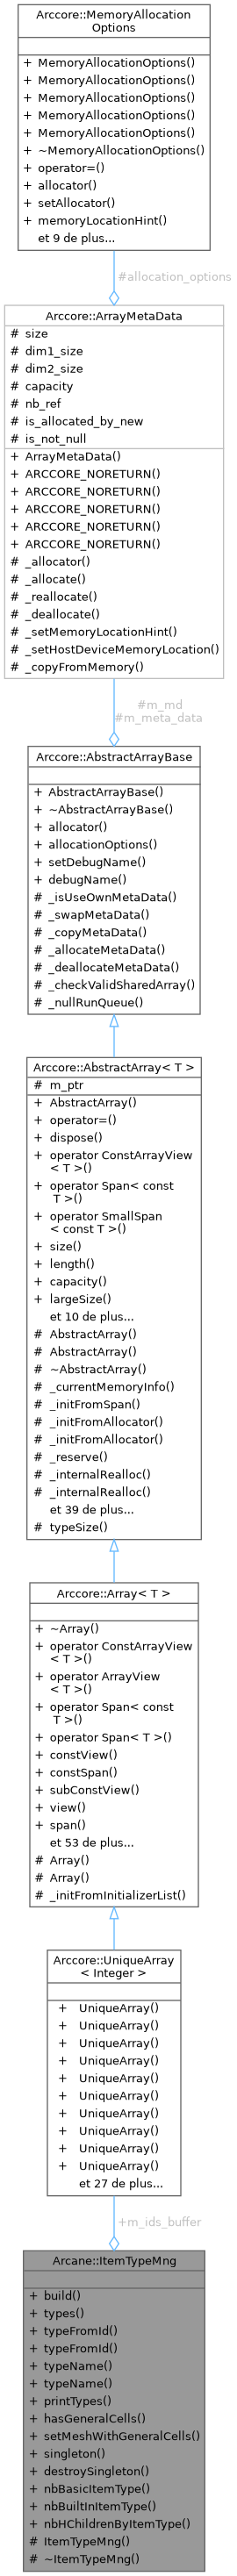 Arccore::MemoryAllocation
Options
+ MemoryAllocationOptions()
+ MemoryAllocationOptions()
+ MemoryAllocationOptions()
+ MemoryAllocationOptions()
+ MemoryAllocationOptions()
+ ~MemoryAllocationOptions()
+ operator=()
+ allocator()
+ setAllocator()
+ memoryLocationHint()
et 9 de plus...
#allocation_options
Arccore::ArrayMetaData
# size
# dim1_size
# dim2_size
# capacity
# nb_ref
# is_allocated_by_new
# is_not_null
+ ArrayMetaData()
+ ARCCORE_NORETURN()
+ ARCCORE_NORETURN()
+ ARCCORE_NORETURN()
+ ARCCORE_NORETURN()
+ ARCCORE_NORETURN()
# _allocator()
# _allocate()
# _reallocate()
# _deallocate()
# _setMemoryLocationHint()
# _setHostDeviceMemoryLocation()
# _copyFromMemory()
#m_md
#m_meta_data
Arccore::AbstractArrayBase
+ AbstractArrayBase()
+ ~AbstractArrayBase()
+ allocator()
+ allocationOptions()
+ setDebugName()
+ debugName()
# _isUseOwnMetaData()
# _swapMetaData()
# _copyMetaData()
# _allocateMetaData()
# _deallocateMetaData()
# _checkValidSharedArray()
# _nullRunQueue()
Arccore::AbstractArray< T >
# m_ptr
+ AbstractArray()
+ operator=()
+ dispose()
+ operator ConstArrayView
< T >()
+ operator Span< const
T >()
+ operator SmallSpan
< const T >()
+ size()
+ length()
+ capacity()
+ largeSize()
et 10 de plus...
# AbstractArray()
# AbstractArray()
# ~AbstractArray()
# _currentMemoryInfo()
# _initFromSpan()
# _initFromAllocator()
# _initFromAllocator()
# _reserve()
# _internalRealloc()
# _internalRealloc()
et 39 de plus...
# typeSize()
Arccore::Array< T >
+ ~Array()
+ operator ConstArrayView
< T >()
+ operator ArrayView
< T >()
+ operator Span< const
T >()
+ operator Span< T >()
+ constView()
+ constSpan()
+ subConstView()
+ view()
+ span()
et 53 de plus...
# Array()
# Array()
# _initFromInitializerList()
Arccore::UniqueArray
< Integer >
+ UniqueArray()
+ UniqueArray()
+ UniqueArray()
+ UniqueArray()
+ UniqueArray()
+ UniqueArray()
+ UniqueArray()
+ UniqueArray()
+ UniqueArray()
+ UniqueArray()
et 27 de plus...
+m_ids_buffer
Arcane::ItemTypeMng
+ build()
+ types()
+ typeFromId()
+ typeFromId()
+ typeName()
+ typeName()
+ printTypes()
+ hasGeneralCells()
+ setMeshWithGeneralCells()
+ singleton()
+ destroySingleton()
+ nbBasicItemType()
+ nbBuiltInItemType()
+ nbHChildrenByItemType()
# ItemTypeMng()
# ~ItemTypeMng()